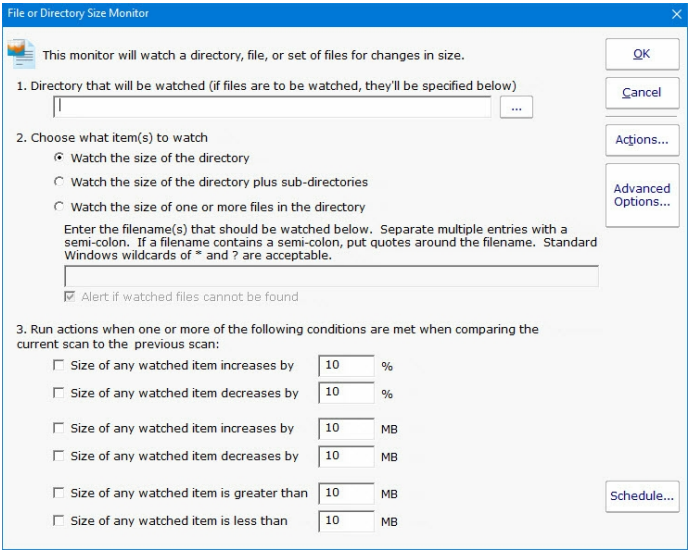 File or Directory Size Monitor
This monitor will watch a directory, file, or set of files for changes in size.
OK
1. Directory that will be watched (if files are to be watched, they'll be specified below)
...
Cancel
2. Choose what item(s) to watch
Actions...
Watch the size of the directory
Watch the size of the directory plus sub-directories
Advanced
Options...
Watch the size of one or more files in the directory
Enter the filename(s) that should be watched below. Separate multiple entries with a
semi-colon. If a filename contains a semi-colon, put quotes around the filename. Standard
Windows wildcards of * and ? are acceptable.
Alert if watched files cannot be found
3. Run actions when one or more of the following conditions are met when comparing the
current scan to the previous scan:
Size of any watched item increases by 10 %
Size of any watched item decreases by 10 %
Size of any watched item increases by 10 MB
Size of any watched item decreases by 10 MB
Size of any watched item is greater than 10 MB
Schedule...
Size of any watched item is less than 10 MB